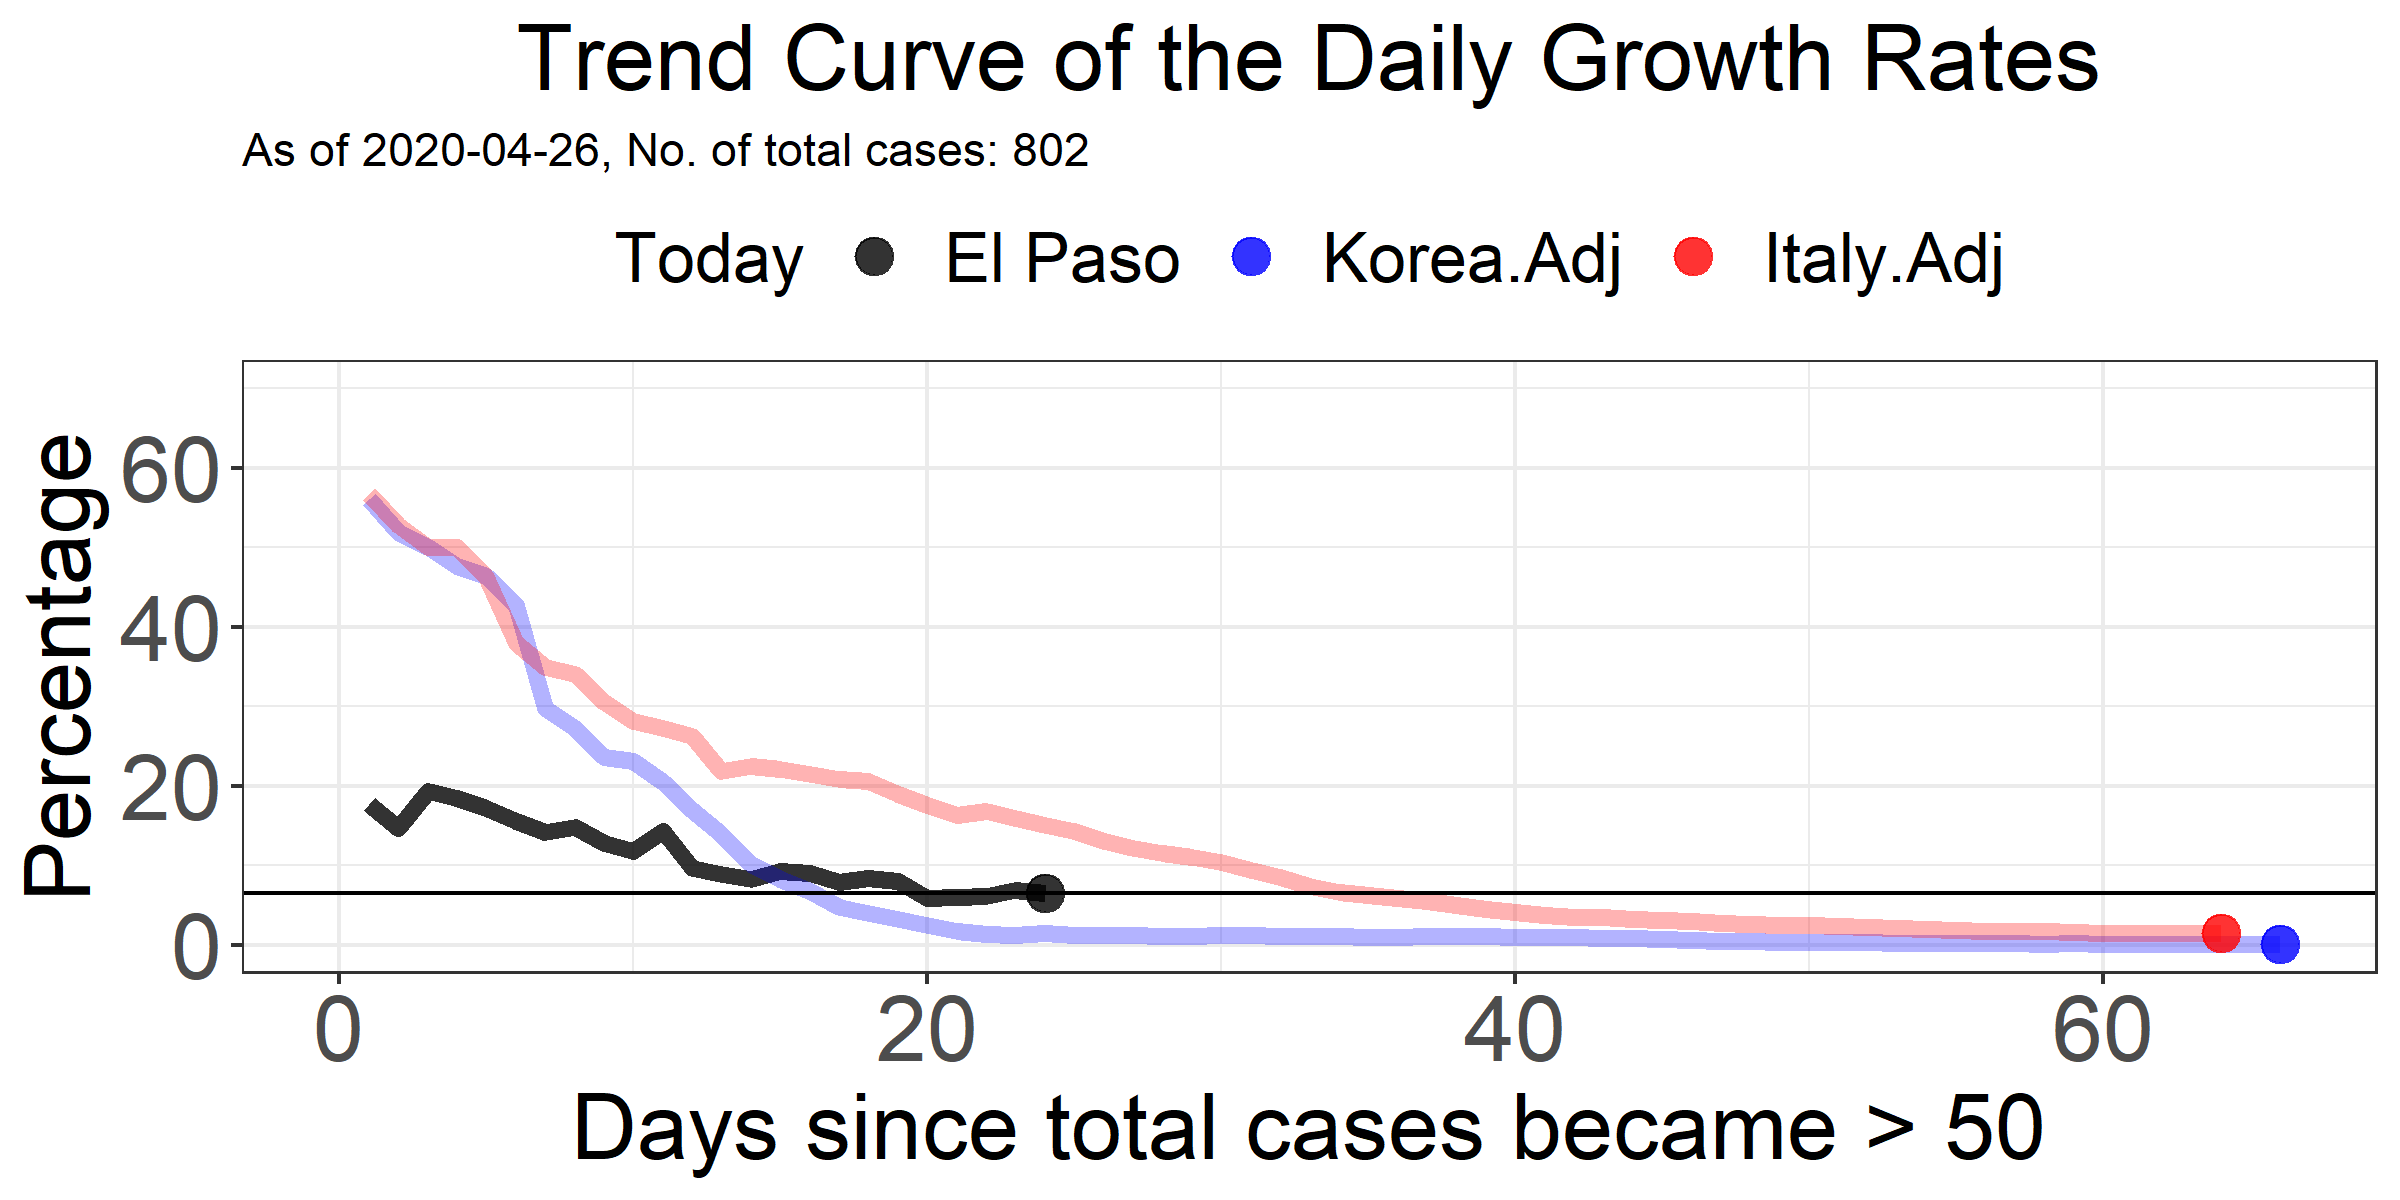 Trend Curve of the Daily Growth Rates
As of 2020-04-26, No. of total cases: 802
Today El Paso Korea.Adj Italy.Adj
Percentage
60
40
20
0
0 20 40 60
Days since total cases became > 50